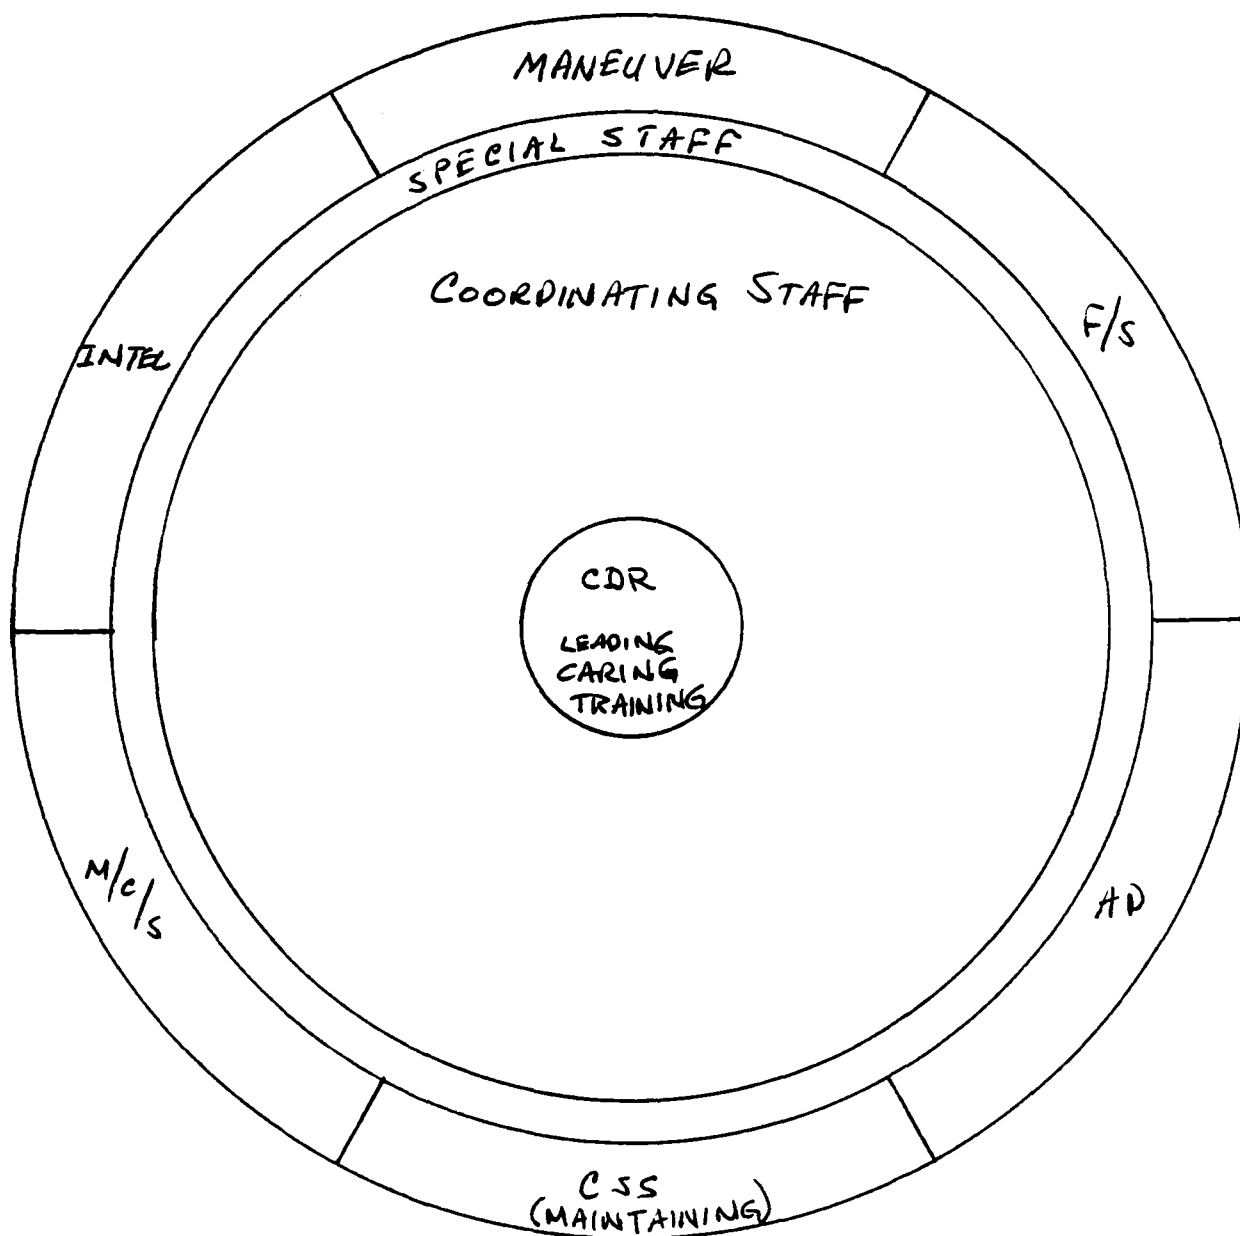 MANEUVER
SPECIAL STAFF
COORDINATING STAFF
INTEL
F/S
CDR
LEADING
CARING
TRAINING
M/C/S
AD
CSS
(MAINTAINING)